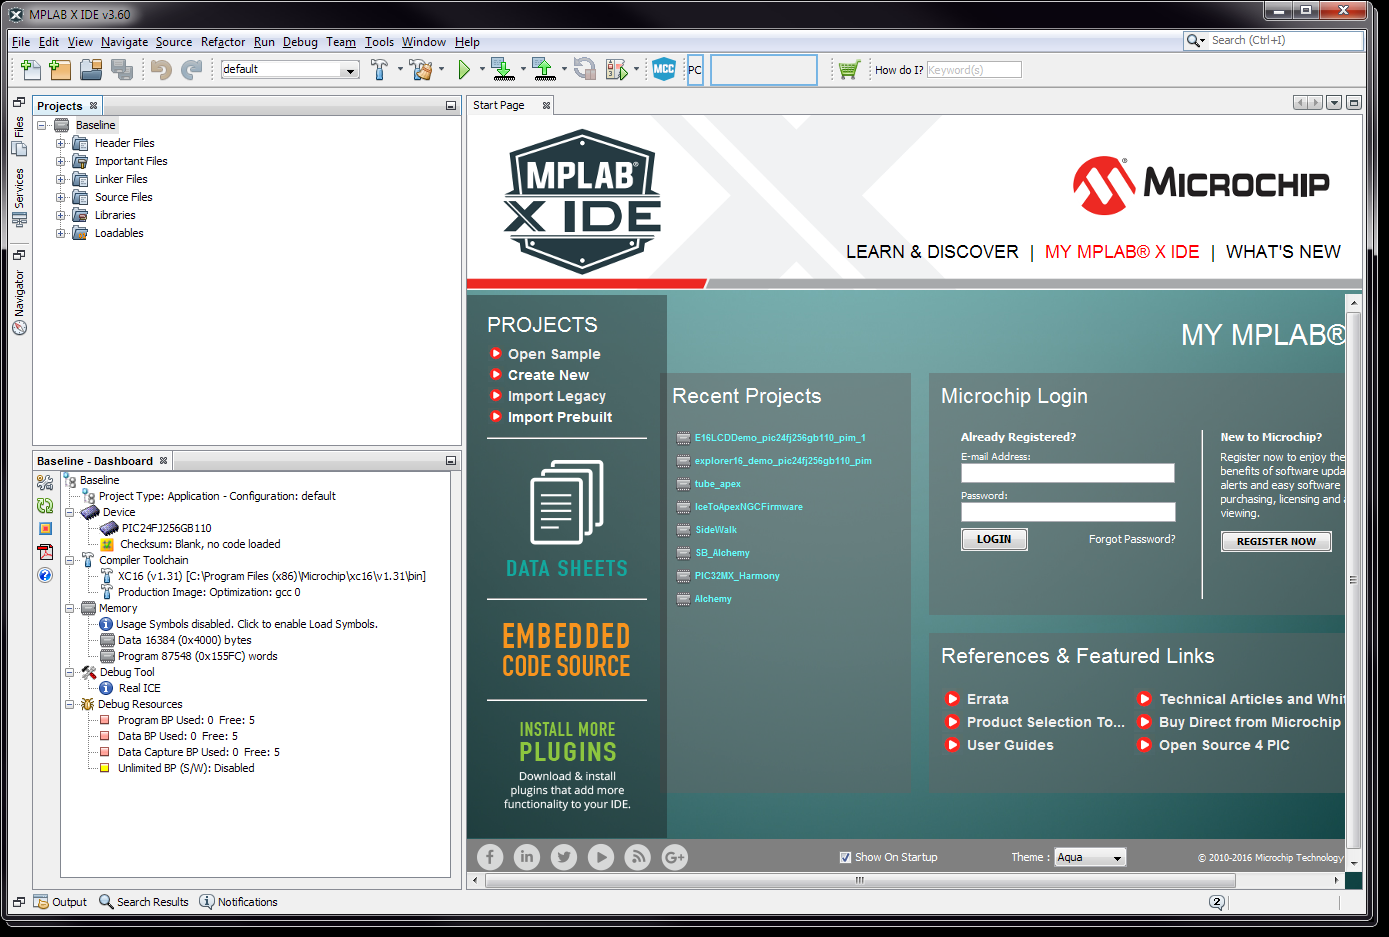 MPLAB X IDE v3.60
File Edit View Navigate Source Refactor Run Debug Team Tools Window Help
Search (Ctrl+I)
default
MCC
PC
How do I? Keyword(s)
Files
Services
Navigator
Projects
Baseline
Header Files
Important Files
Linker Files
Source Files
Libraries
Loadables
Baseline - Dashboard
Baseline
Project Type: Application - Configuration: default
Device
PIC24FJ256GB110
Checksum: Blank, no code loaded
Compiler Toolchain
XC16 (v1.31) [C:\Program Files (x86)\Microchip\xc16\v1.31\bin]
Production Image: Optimization: gcc 0
Memory
Usage Symbols disabled. Click to enable Load Symbols.
Data 16384 (0x4000) bytes
Program 87548 (0x155FC) words
Debug Tool
Real ICE
Debug Resources
Program BP Used: 0 Free: 5
Data BP Used: 0 Free: 5
Data Capture BP Used: 0 Free: 5
Unlimited BP (S/W): Disabled
Start Page
MPLAB®
X IDE
MICROCHIP
LEARN & DISCOVER | MY MPLAB® X IDE | WHAT'S NEW
PROJECTS
Open Sample
Create New
Import Legacy
Import Prebuilt
DATA SHEETS
EMBEDDED
CODE SOURCE
INSTALL MORE
PLUGINS
Download & install
plugins that add more
functionality to your IDE.
MY MPLAB®
Recent Projects
E16LCDDemo_pic24fj256gb110_pim_1
explorer16_demo_pic24fj256gb110_pim
tube_apex
IceToApexNGCFirmware
SideWalk
SB_Alchemy
PIC32MX_Harmony
Alchemy
Microchip Login
Already Registered?
E-mail Address:
Password:
LOGIN
Forgot Password?
New to Microchip?
Register now to enjoy the
benefits of software upda
alerts and easy software
purchasing, licensing and a
viewing.
REGISTER NOW
References & Featured Links
Errata
Product Selection To...
User Guides
Technical Articles and Whit
Buy Direct from Microchip
Open Source 4 PIC
Show On Startup
Theme : Aqua
© 2010-2016 Microchip Technology
Output
Search Results
Notifications
2